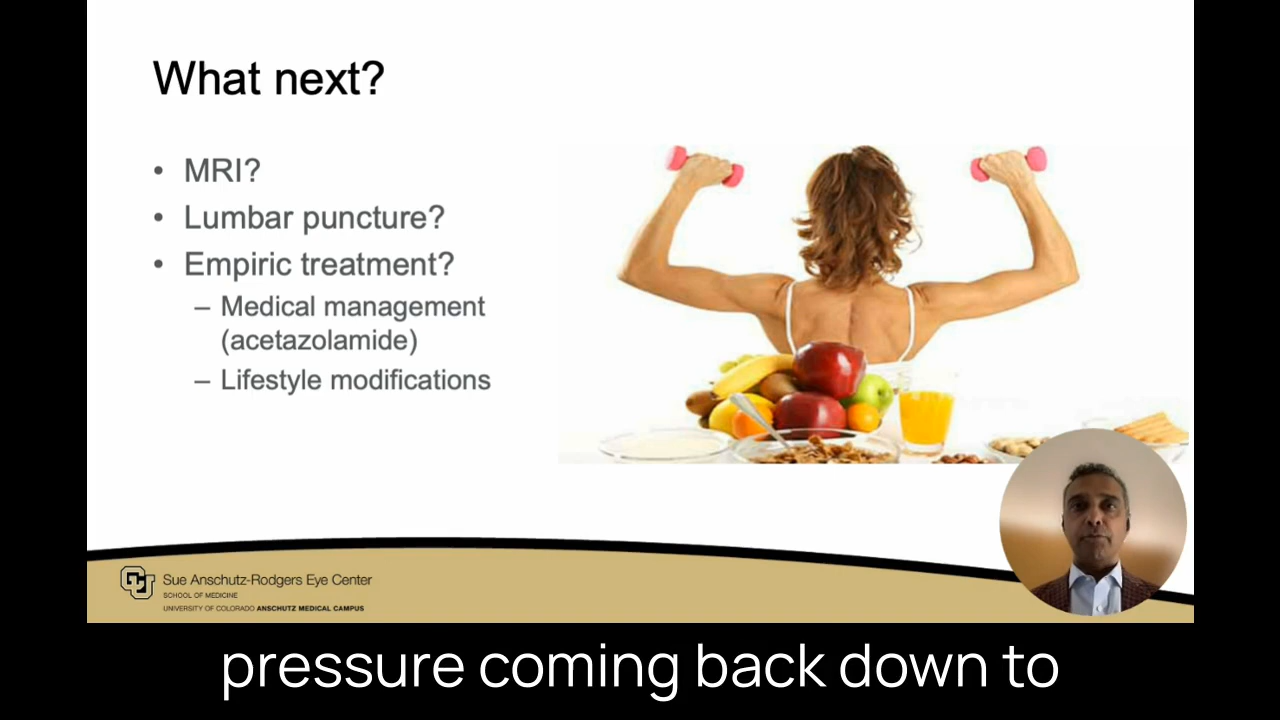 What next?
• MRI?
• Lumbar puncture?
• Empiric treatment?
– Medical management
(acetazolamide)
– Lifestyle modifications
CU
Sue Anschutz-Rodgers Eye Center
SCHOOL OF MEDICINE
UNIVERSITY OF COLORADO ANSCHUTZ MEDICAL CAMPUS
pressure coming back down to